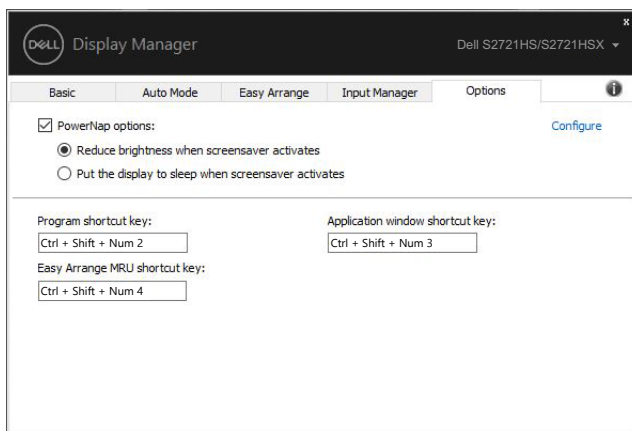 x
DELL Display Manager Dell S2721HS/S2721HSX
Basic Auto Mode Easy Arrange Input Manager Options
PowerNap options: Configure
Reduce brightness when screensaver activates
Put the display to sleep when screensaver activates
Program shortcut key: Application window shortcut key:
Ctrl + Shift + Num 2 Ctrl + Shift + Num 3
Easy Arrange MRU shortcut key:
Ctrl + Shift + Num 4